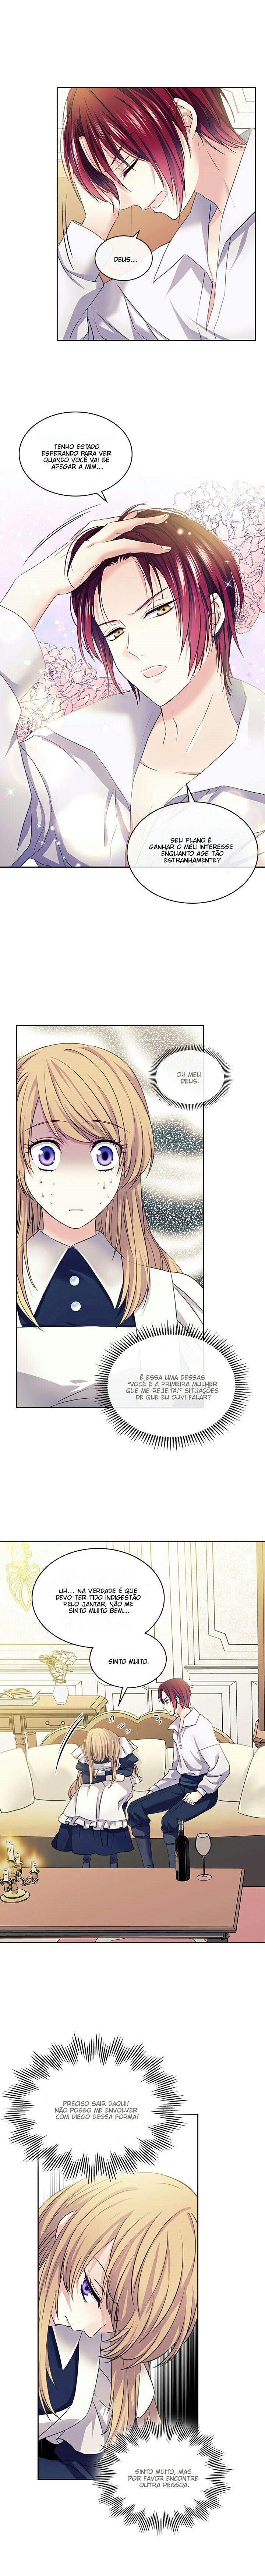 DEUS...
TENHO ESTADO
ESPERANDO PARA VER
QUANDO VOCÊ VAI SE
APEGAR A MIM...
SEU PLANO É
GANHAR O MEU INTERESSE
ENQUANTO AGE TÃO
ESTRANHAMENTE?
OH MEU
DEUS.
É ESSA UMA DESSAS
"VOCÊ É A PRIMEIRA MULHER
QUE ME REJEITA!" SITUAÇÕES
DE QUE EU OUVI FALAR?
UH... NA VERDADE É QUE
DEVO TER TIDO INDIGESTÃO
PELO JANTAR, NÃO ME
SINTO MUITO BEM...
SINTO MUITO.
PRECISO SAIR DAQUI!
NÃO POSSO ME ENVOLVER
COM DIEGO DESSA FORMA!
SINTO MUITO, MAS
POR FAVOR ENCONTRE
OUTRA PESSOA.